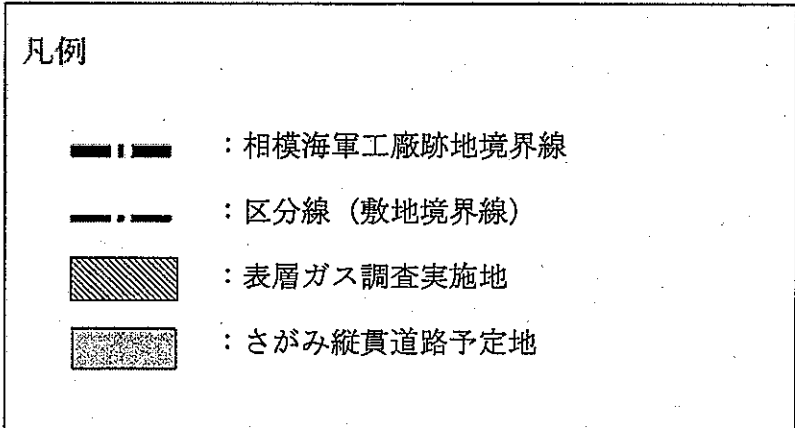 凡例
：相模海軍工廠跡地境界線
：区分線（敷地境界線）
：表層ガス調査実施地
：さがみ縦貫道路予定地